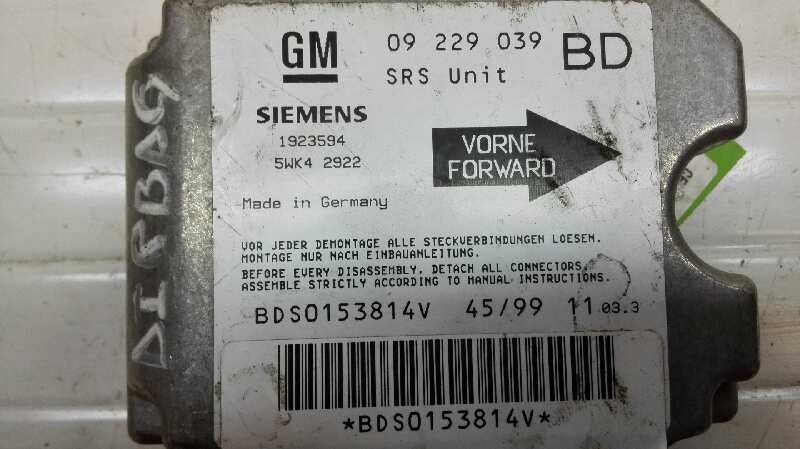 GM 09 229 039 BD
SRS Unit
SIEMENS
1923594
5WK4 2922
VORNE
FORWARD
Made in Germany
VOR JEDER DEMONTAGE ALLE STECKVERBINDUNGEN LOESEN.
MONTAGE NUR NACH EINBAUANLEITUNG.
BEFORE EVERY DISASSEMBLY, DETACH ALL CONNECTORS.
ASSEMBLE STRICTLY ACCORDING TO MANUAL INSTRUCTIONS.
BDS0153814V 45/99 11 03.3
*BDS0153814V*
AIRBAG